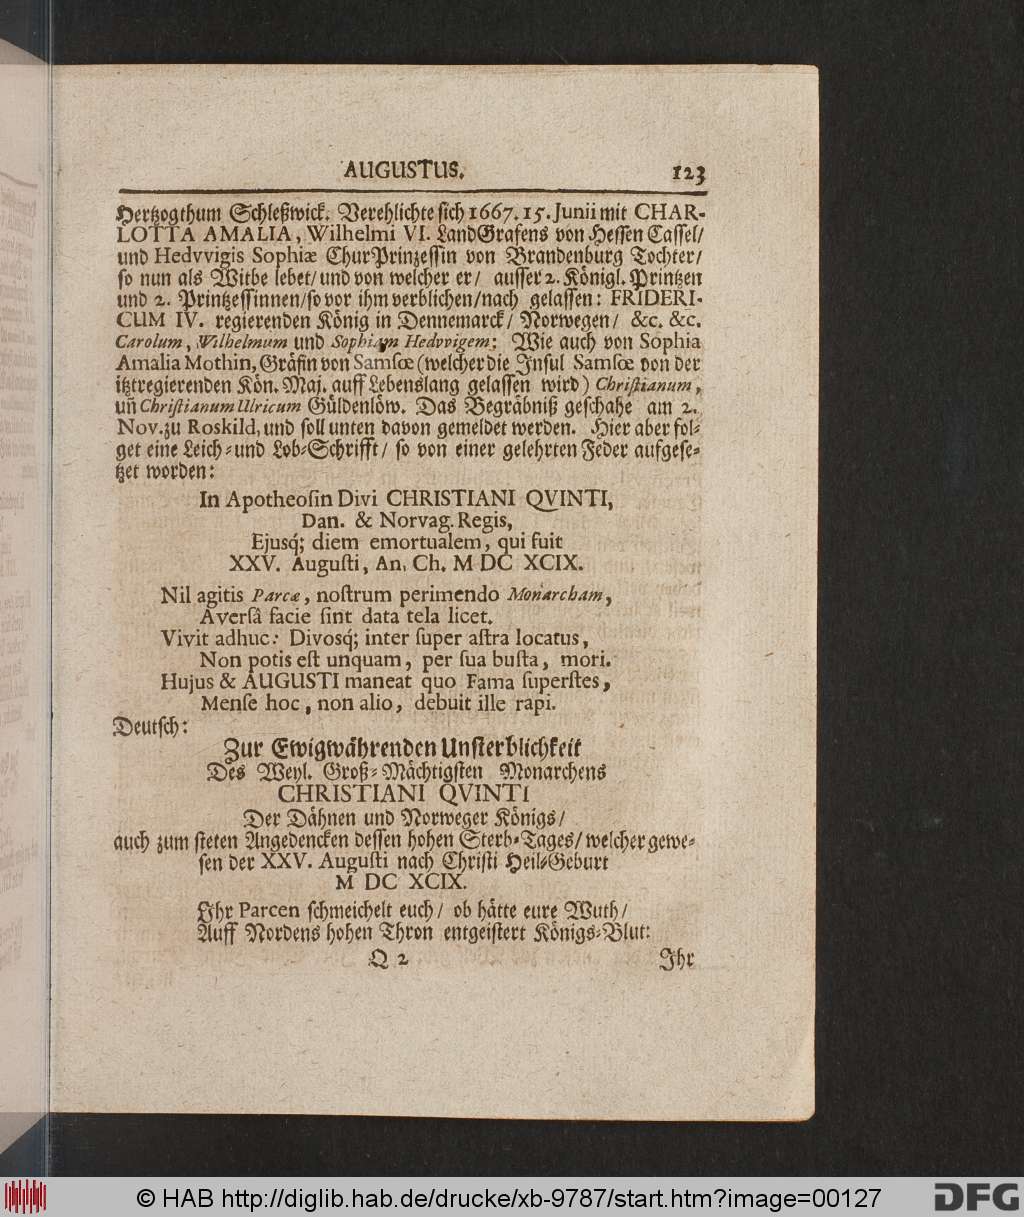 AUGUSTUS. 123
Hertzogthum Schleßwick. Verehlichte sich 1667. 15. Junii mit CHAR-
LOTTA AMALIA, Wilhelmi VI. LandGrafens von Hessen Cassel/
und Hedvvigis Sophiæ ChurPrinzessin von Brandenburg Tochter/
so nun als Witbe lebet/ und von welcher er/ ausser 2. Königl. Printzen
und 2. Printzessinnen/ so vor ihm verblichen/ nach gelassen: FRIDERI-
CUM IV. regierenden König in Dennemarck/ Norwegen/ &c. &c.
Carolum, Wilhelmum und Sophiam Hedvvigem: Wie auch von Sophia
Amalia Mothin, Gräfin von Samsœ (welcher die Insul Samsœ von der
itztregierenden Kön. Maj. auff Lebenslang gelassen wird) Christianum,
uñ Christianum Ulricum Güldenlöw. Das Begräbniß geschahe am 2.
Nov. zu Roskild, und soll unten davon gemeldet werden. Hier aber fol-
get eine Leich- und Lob-Schrifft/ so von einer gelehrten Feder aufgese-
tzet worden:
In Apotheosin Divi CHRISTIANI QVINTI,
Dan. & Norvag. Regis,
Ejusq́; diem emortualem, qui fuit
XXV. Augusti, An. Ch. M DC XCIX.
Nil agitis Parcæ, nostrum perimendo Monarcham,
Aversâ facie sint data tela licet.
Vivit adhuc: Divosq́; inter super astra locatus,
Non potis est unquam, per sua busta, mori.
Hujus & AUGUSTI maneat quo Fama superstes,
Mense hoc, non alio, debuit ille rapi.
Deutsch:
Zur Ewigwährenden Unsterblichkeit
Des Weyl. Groß-Mächtigsten Monarchens
CHRISTIANI QVINTI
Der Dähnen und Norweger Königs/
auch zum steten Angedencken dessen hohen Sterb-Tages/ welcher gewe-
sen der XXV. Augusti nach Christi Heil-Geburt
M DC XCIX.
Ihr Parcen schmeichelt euch/ ob hätte eure Wuth/
Auff Nordens hohen Thron entgeistert Königs-Blut:
Q 2 Ihr
© HAB http://diglib.hab.de/drucke/xb-9787/start.htm?image=00127
DFG